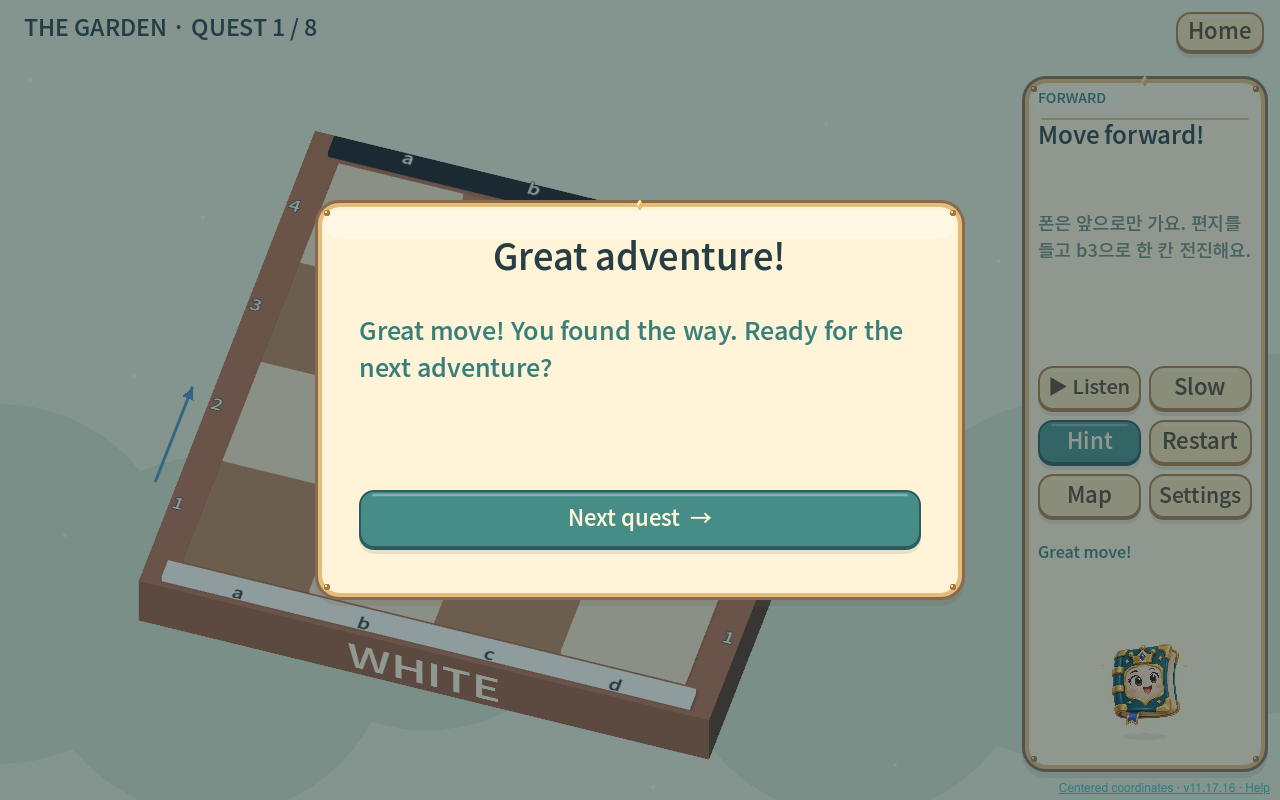 THE GARDEN · QUEST 1 / 8
Home
FORWARD
Move forward!
폰은 앞으로만 가요. 편지를
들고 b3으로 한 칸 전진해요.
▶ Listen
Slow
Hint
Restart
Map
Settings
Great move!
a
b
4
3
2
1
Great adventure!
Great move! You found the way. Ready for the
next adventure?
Next quest →
a
b
c
d
1
WHITE
Centered coordinates · v11.17.16 · Help